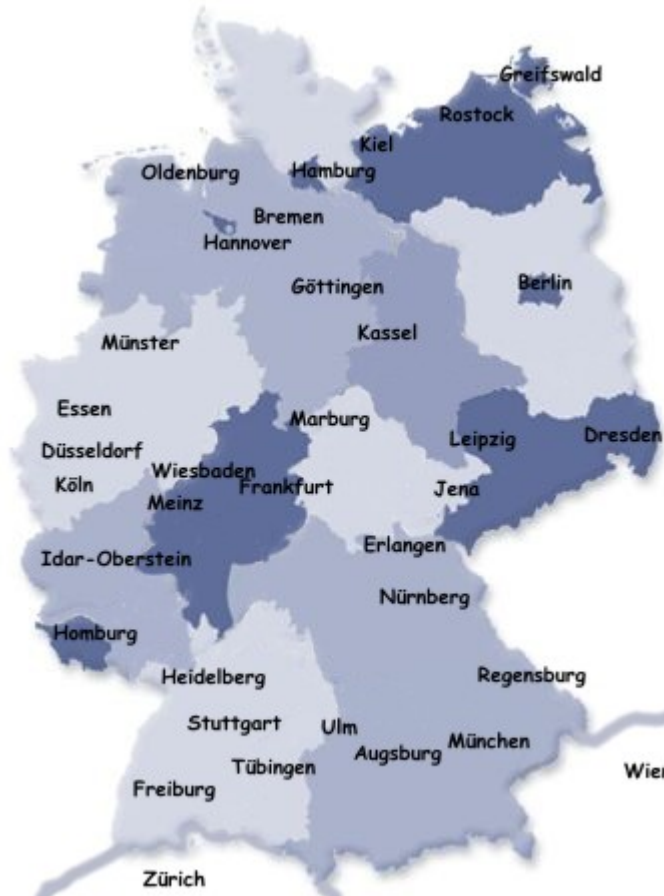 Greifswald
Rostock
Kiel
Hamburg
Oldenburg
Bremen
Hannover
Berlin
Göttingen
Kassel
Münster
Essen
Marburg
Düsseldorf
Leipzig
Dresden
Wiesbaden
Köln
Frankfurt
Jena
Meinz
Erlangen
Idar-Oberstein
Nürnberg
Homburg
Heidelberg
Regensburg
Stuttgart
Ulm
München
Augsburg
Tübingen
Wien
Freiburg
Zürich